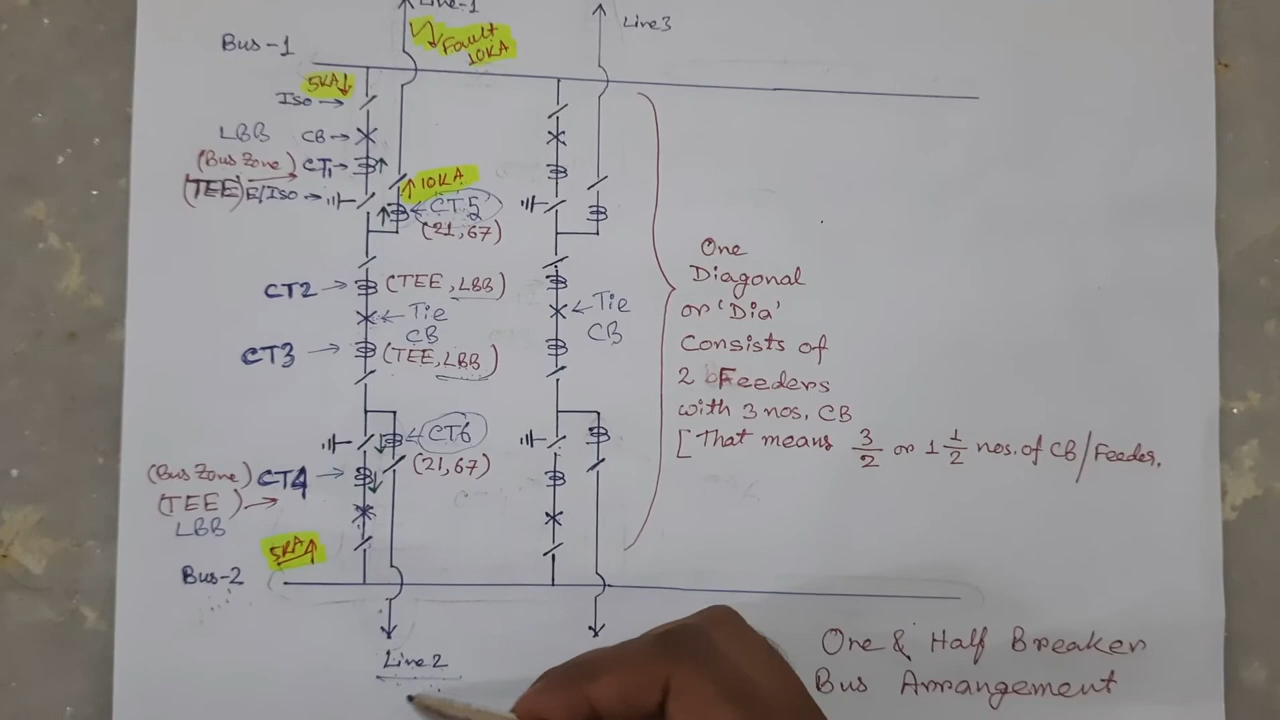 Line-1
Line3
Bus-1
Fault
10KA
5KA
Iso
LBB CB
(Bus Zone) CT1
(TEE) E/Iso
10KA
CT5
(21,67)
CT2 (TEE, LBB)
Tie
CB
CT3 (TEE, LBB)
Tie
CB
CT6
(21,67)
(Bus Zone) CT4
(TEE)
LBB
5KA
Bus-2
Line2
One
Diagonal
or 'Dia'
Consists of
2 Feeders
with 3 nos. CB
[That means 3/2 or 1 1/2 nos. of CB/Feeder.
One & Half Breaker
Bus Arrangement